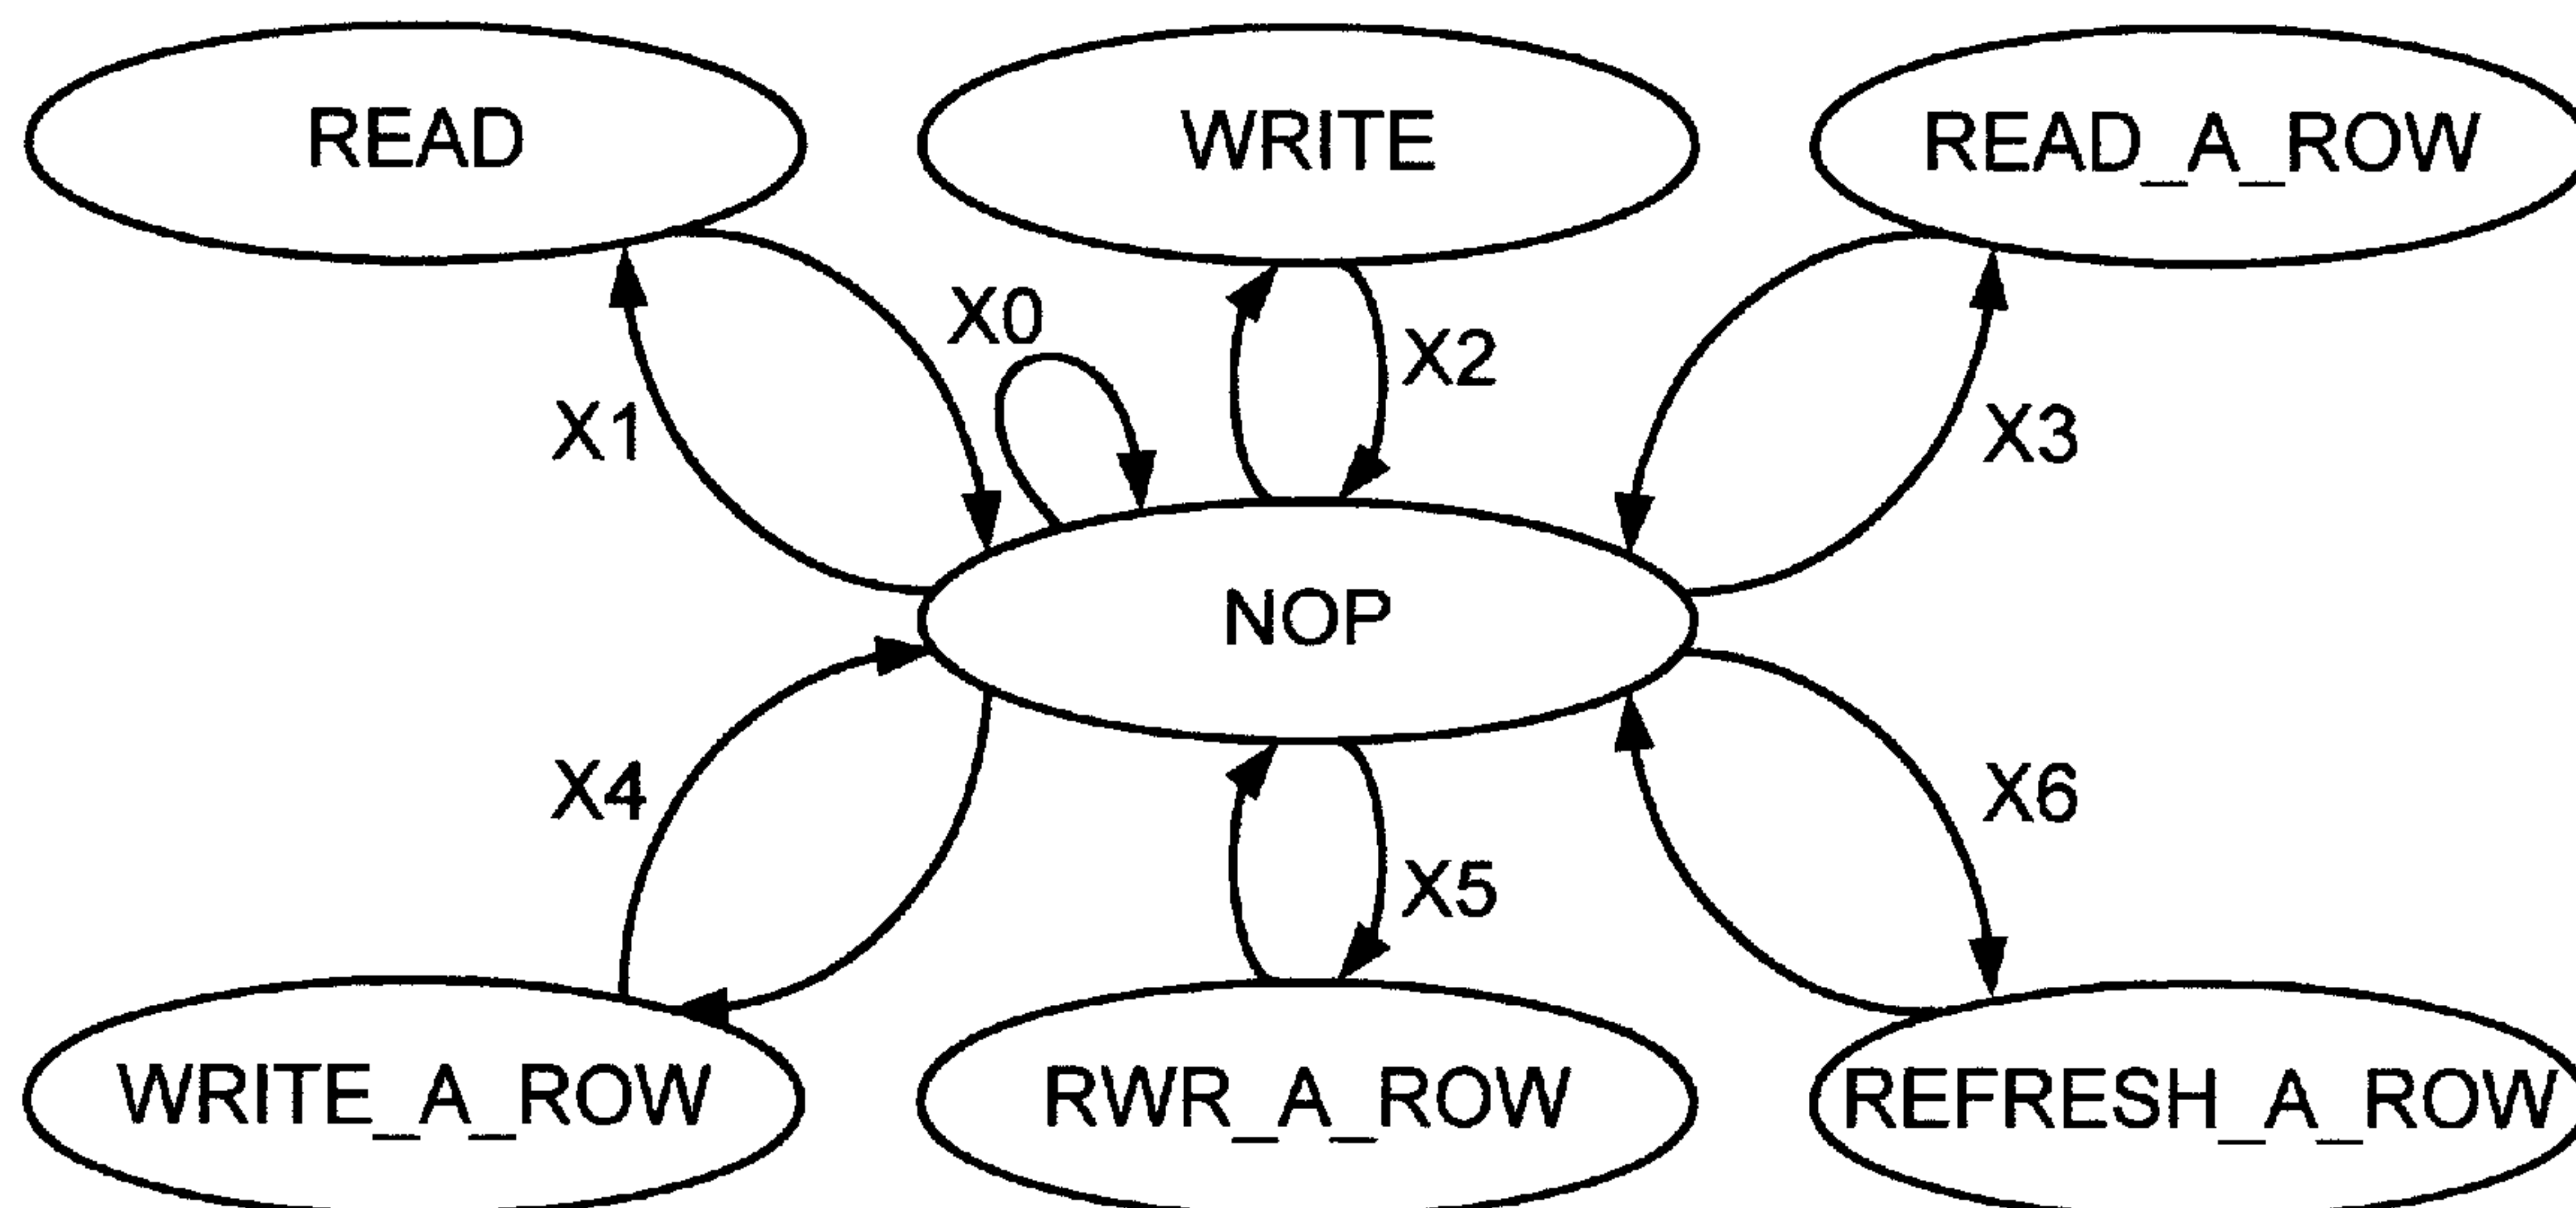 READ
WRITE
READ_A_ROW
X0
X2
X1
X3
NOP
X4
X6
X5
WRITE_A_ROW
RWR_A_ROW
REFRESH_A_ROW